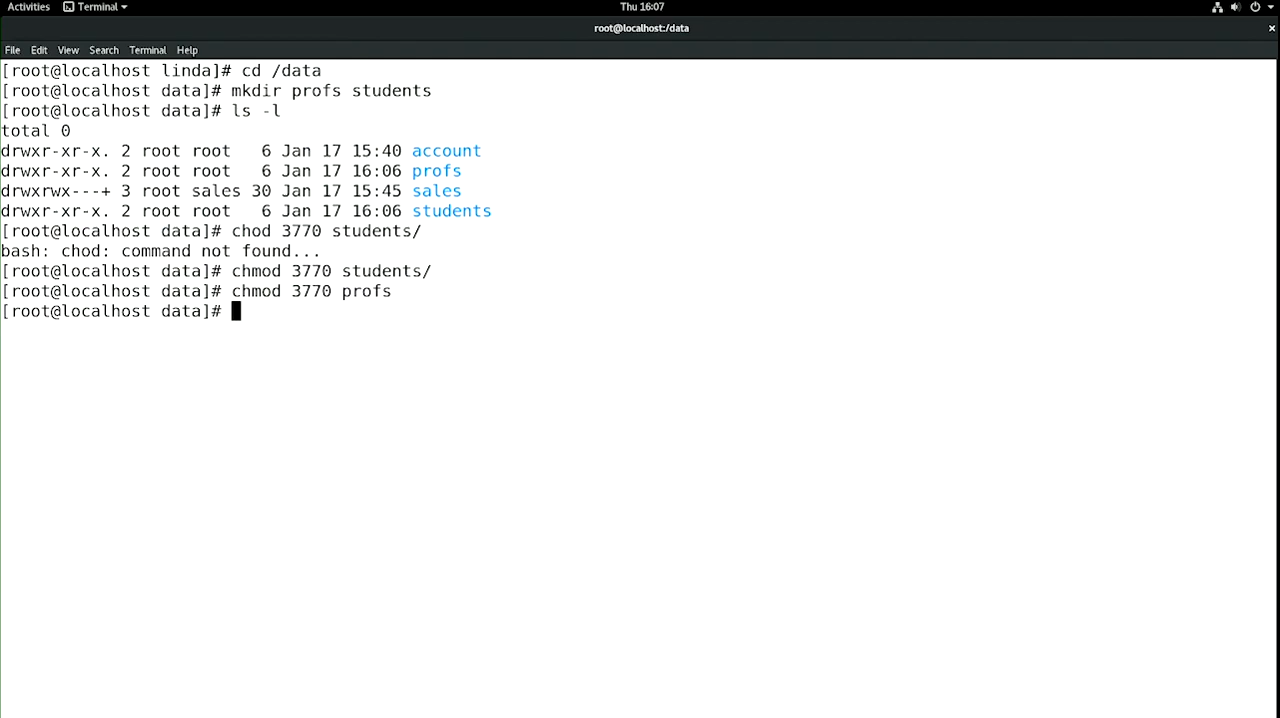 Activities Terminal Thu 16:07
root@localhost:/data ×
File Edit View Search Terminal Help
[root@localhost linda]# cd /data
[root@localhost data]# mkdir profs students
[root@localhost data]# ls -l
total 0
drwxr-xr-x. 2 root root   6 Jan 17 15:40 account
drwxr-xr-x. 2 root root   6 Jan 17 16:06 profs
drwxrwx---+ 3 root sales 30 Jan 17 15:45 sales
drwxr-xr-x. 2 root root   6 Jan 17 16:06 students
[root@localhost data]# chod 3770 students/
bash: chod: command not found...
[root@localhost data]# chmod 3770 students/
[root@localhost data]# chmod 3770 profs
[root@localhost data]#